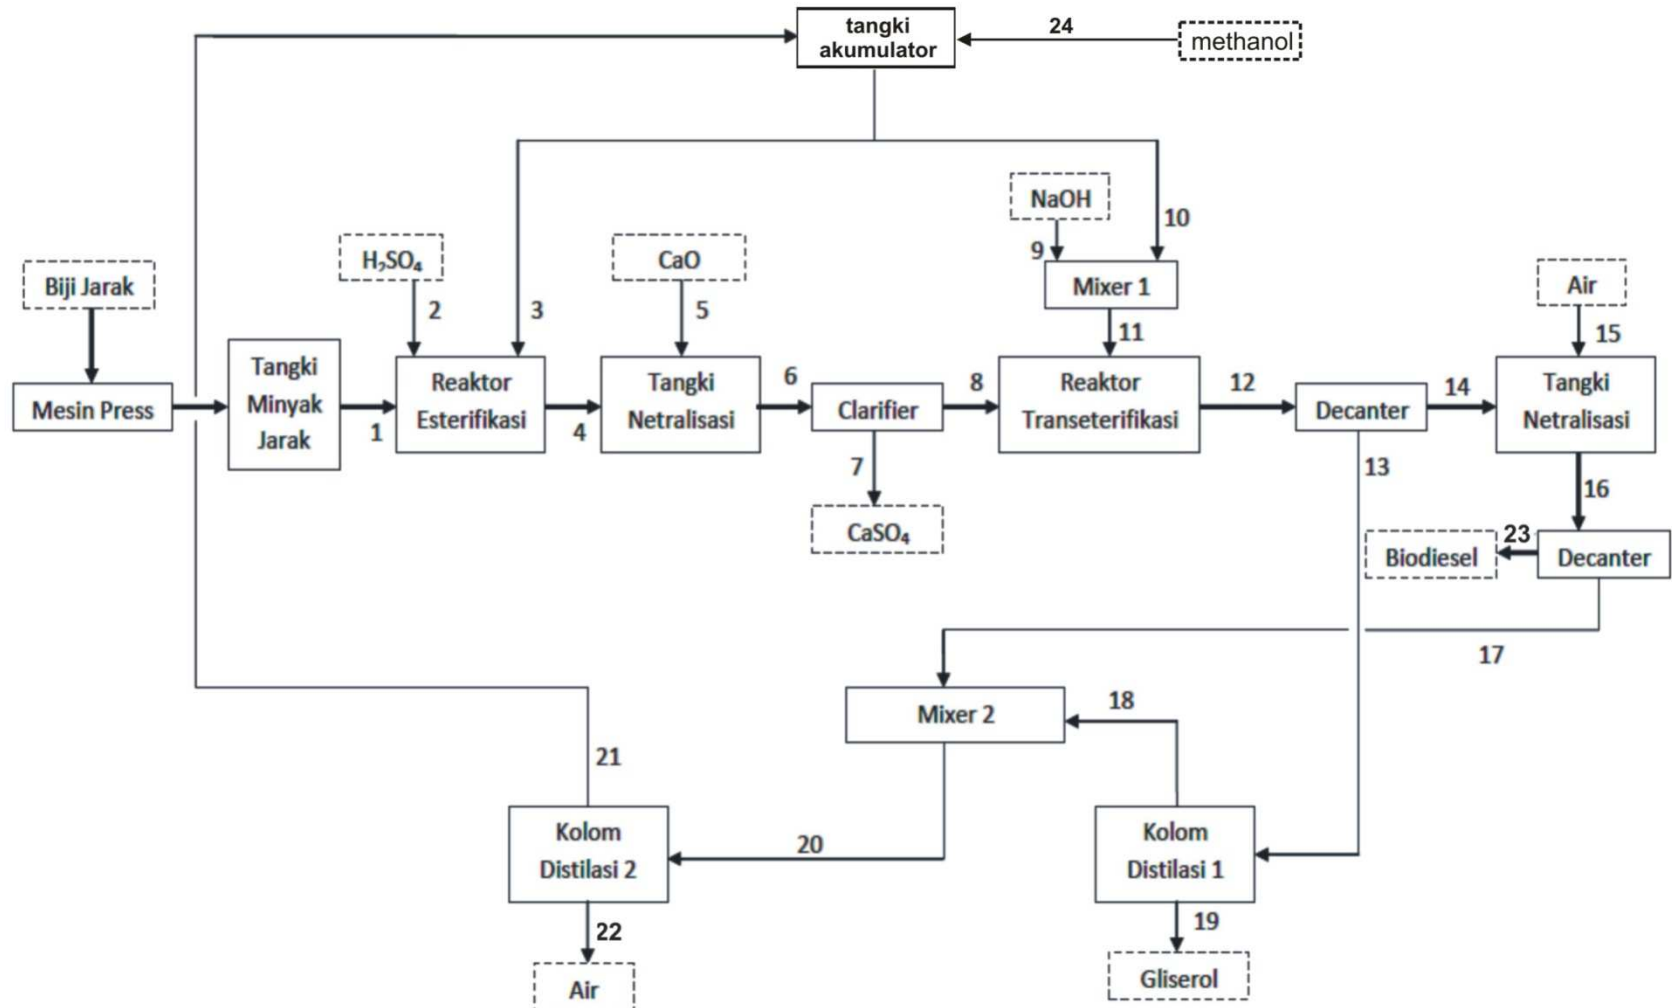 tangki
akumulator
24
methanol
NaOH
10
9
H₂SO₄
CaO
Biji Jarak
Mixer 1
Air
2
3
5
11
15
Mesin Press
Tangki
Minyak
Jarak
1
Reaktor
Esterifikasi
4
Tangki
Netralisasi
6
Clarifier
8
Reaktor
Transeterifikasi
12
Decanter
14
Tangki
Netralisasi
7
13
16
CaSO₄
Biodiesel
23
Decanter
17
Mixer 2
18
21
Kolom
Distilasi 2
20
Kolom
Distilasi 1
22
19
Air
Gliserol